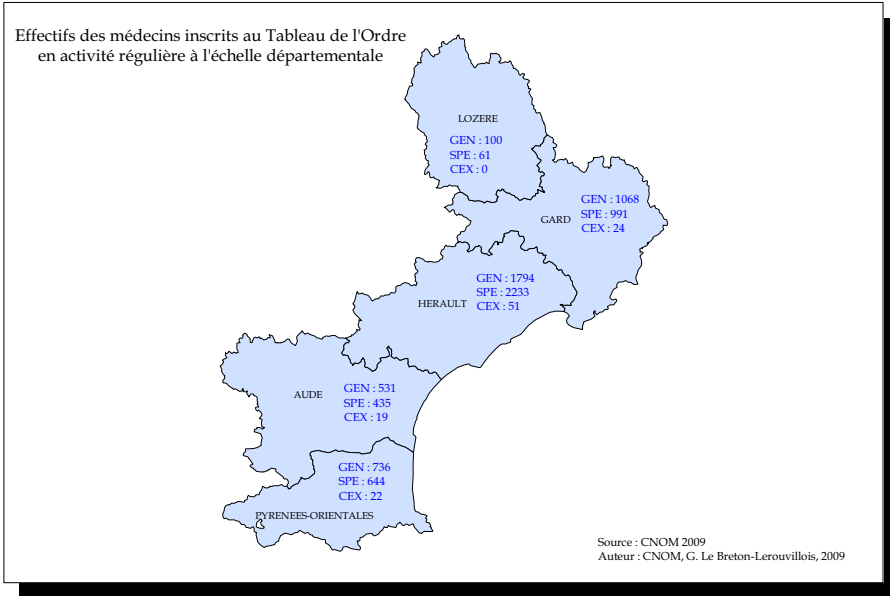 Effectifs des médecins inscrits au Tableau de l'Ordre
en activité régulière à l'échelle départementale
LOZERE
GEN : 100
SPE : 61
CEX : 0
GARD
GEN : 1068
SPE : 991
CEX : 24
HERAULT
GEN : 1794
SPE : 2233
CEX : 51
AUDE
GEN : 531
SPE : 435
CEX : 19
GEN : 736
SPE : 644
CEX : 22
PYRENEES-ORIENTALES
Source : CNOM 2009
Auteur : CNOM, G. Le Breton-Lerouvillois, 2009